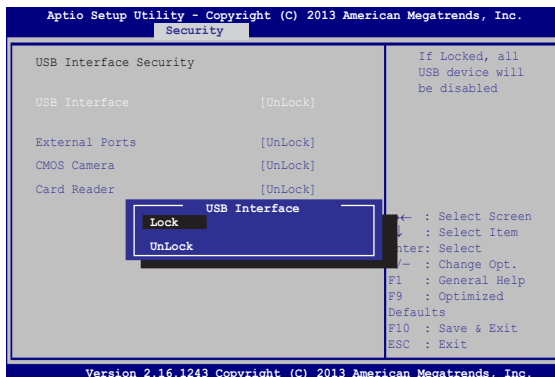 Aptio Setup Utility - Copyright (C) 2013 American Megatrends, Inc.
Security
USB Interface Security
USB Interface [UnLock]
External Ports [UnLock]
CMOS Camera [UnLock]
Card Reader [UnLock]
If Locked, all
USB device will
be disabled
USB Interface
Lock
UnLock
← : Select Screen
↓ : Select Item
nter: Select
/— : Change Opt.
F1 : General Help
F9 : Optimized
Defaults
F10 : Save & Exit
ESC : Exit
Version 2.16.1243 Copyright (C) 2013 American Megatrends, Inc.